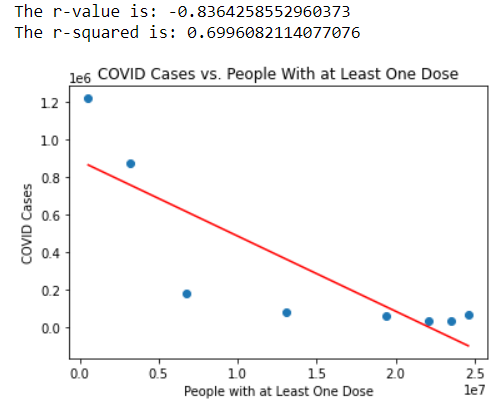 The r-value is: -0.8364258552960373
The r-squared is: 0.6996082114077076
COVID Cases vs. People With at Least One Dose
1e6
1.2
1.0
0.8
0.6
0.4
0.2
0.0
COVID Cases
0.0 0.5 1.0 1.5 2.0 2.5
1e7
People with at Least One Dose